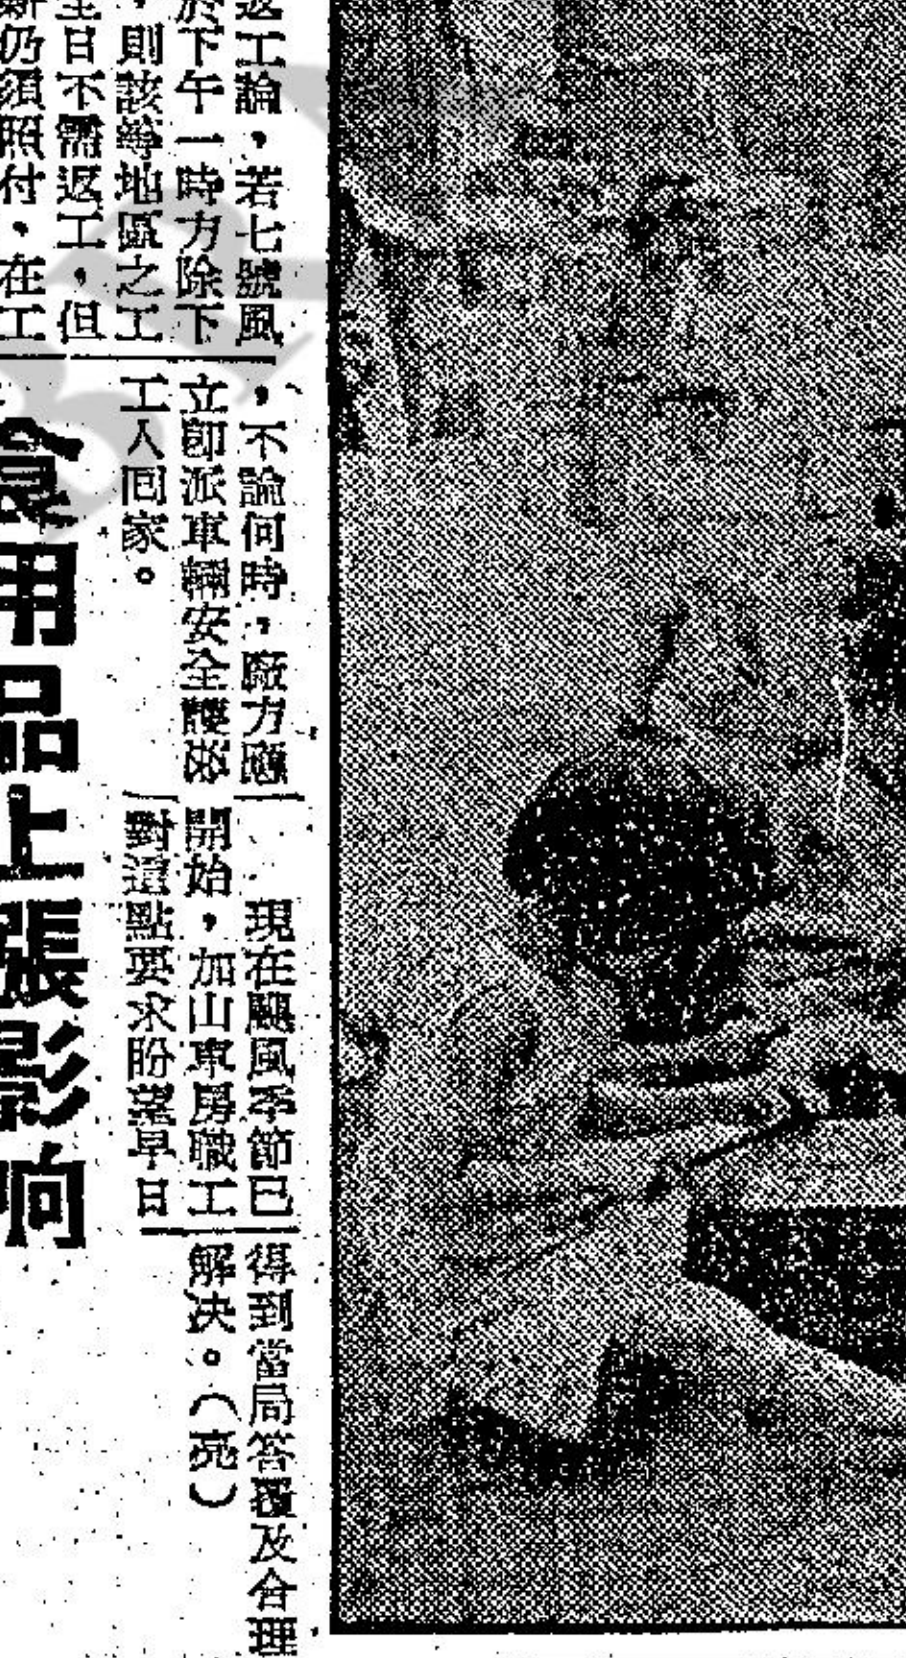 返工論，若七號風
於下午一時方除下
，則該等地區之工
全日不需返工，但
薪仍須照付，在工
，不論何時，廠方應
立即派車輛安全護送
工人回家。
現在颶風季節已
開始，加山車房職工
對這點要求盼望早日
得到當局答覆及合理
解决。（亮）
食用品上漲影响